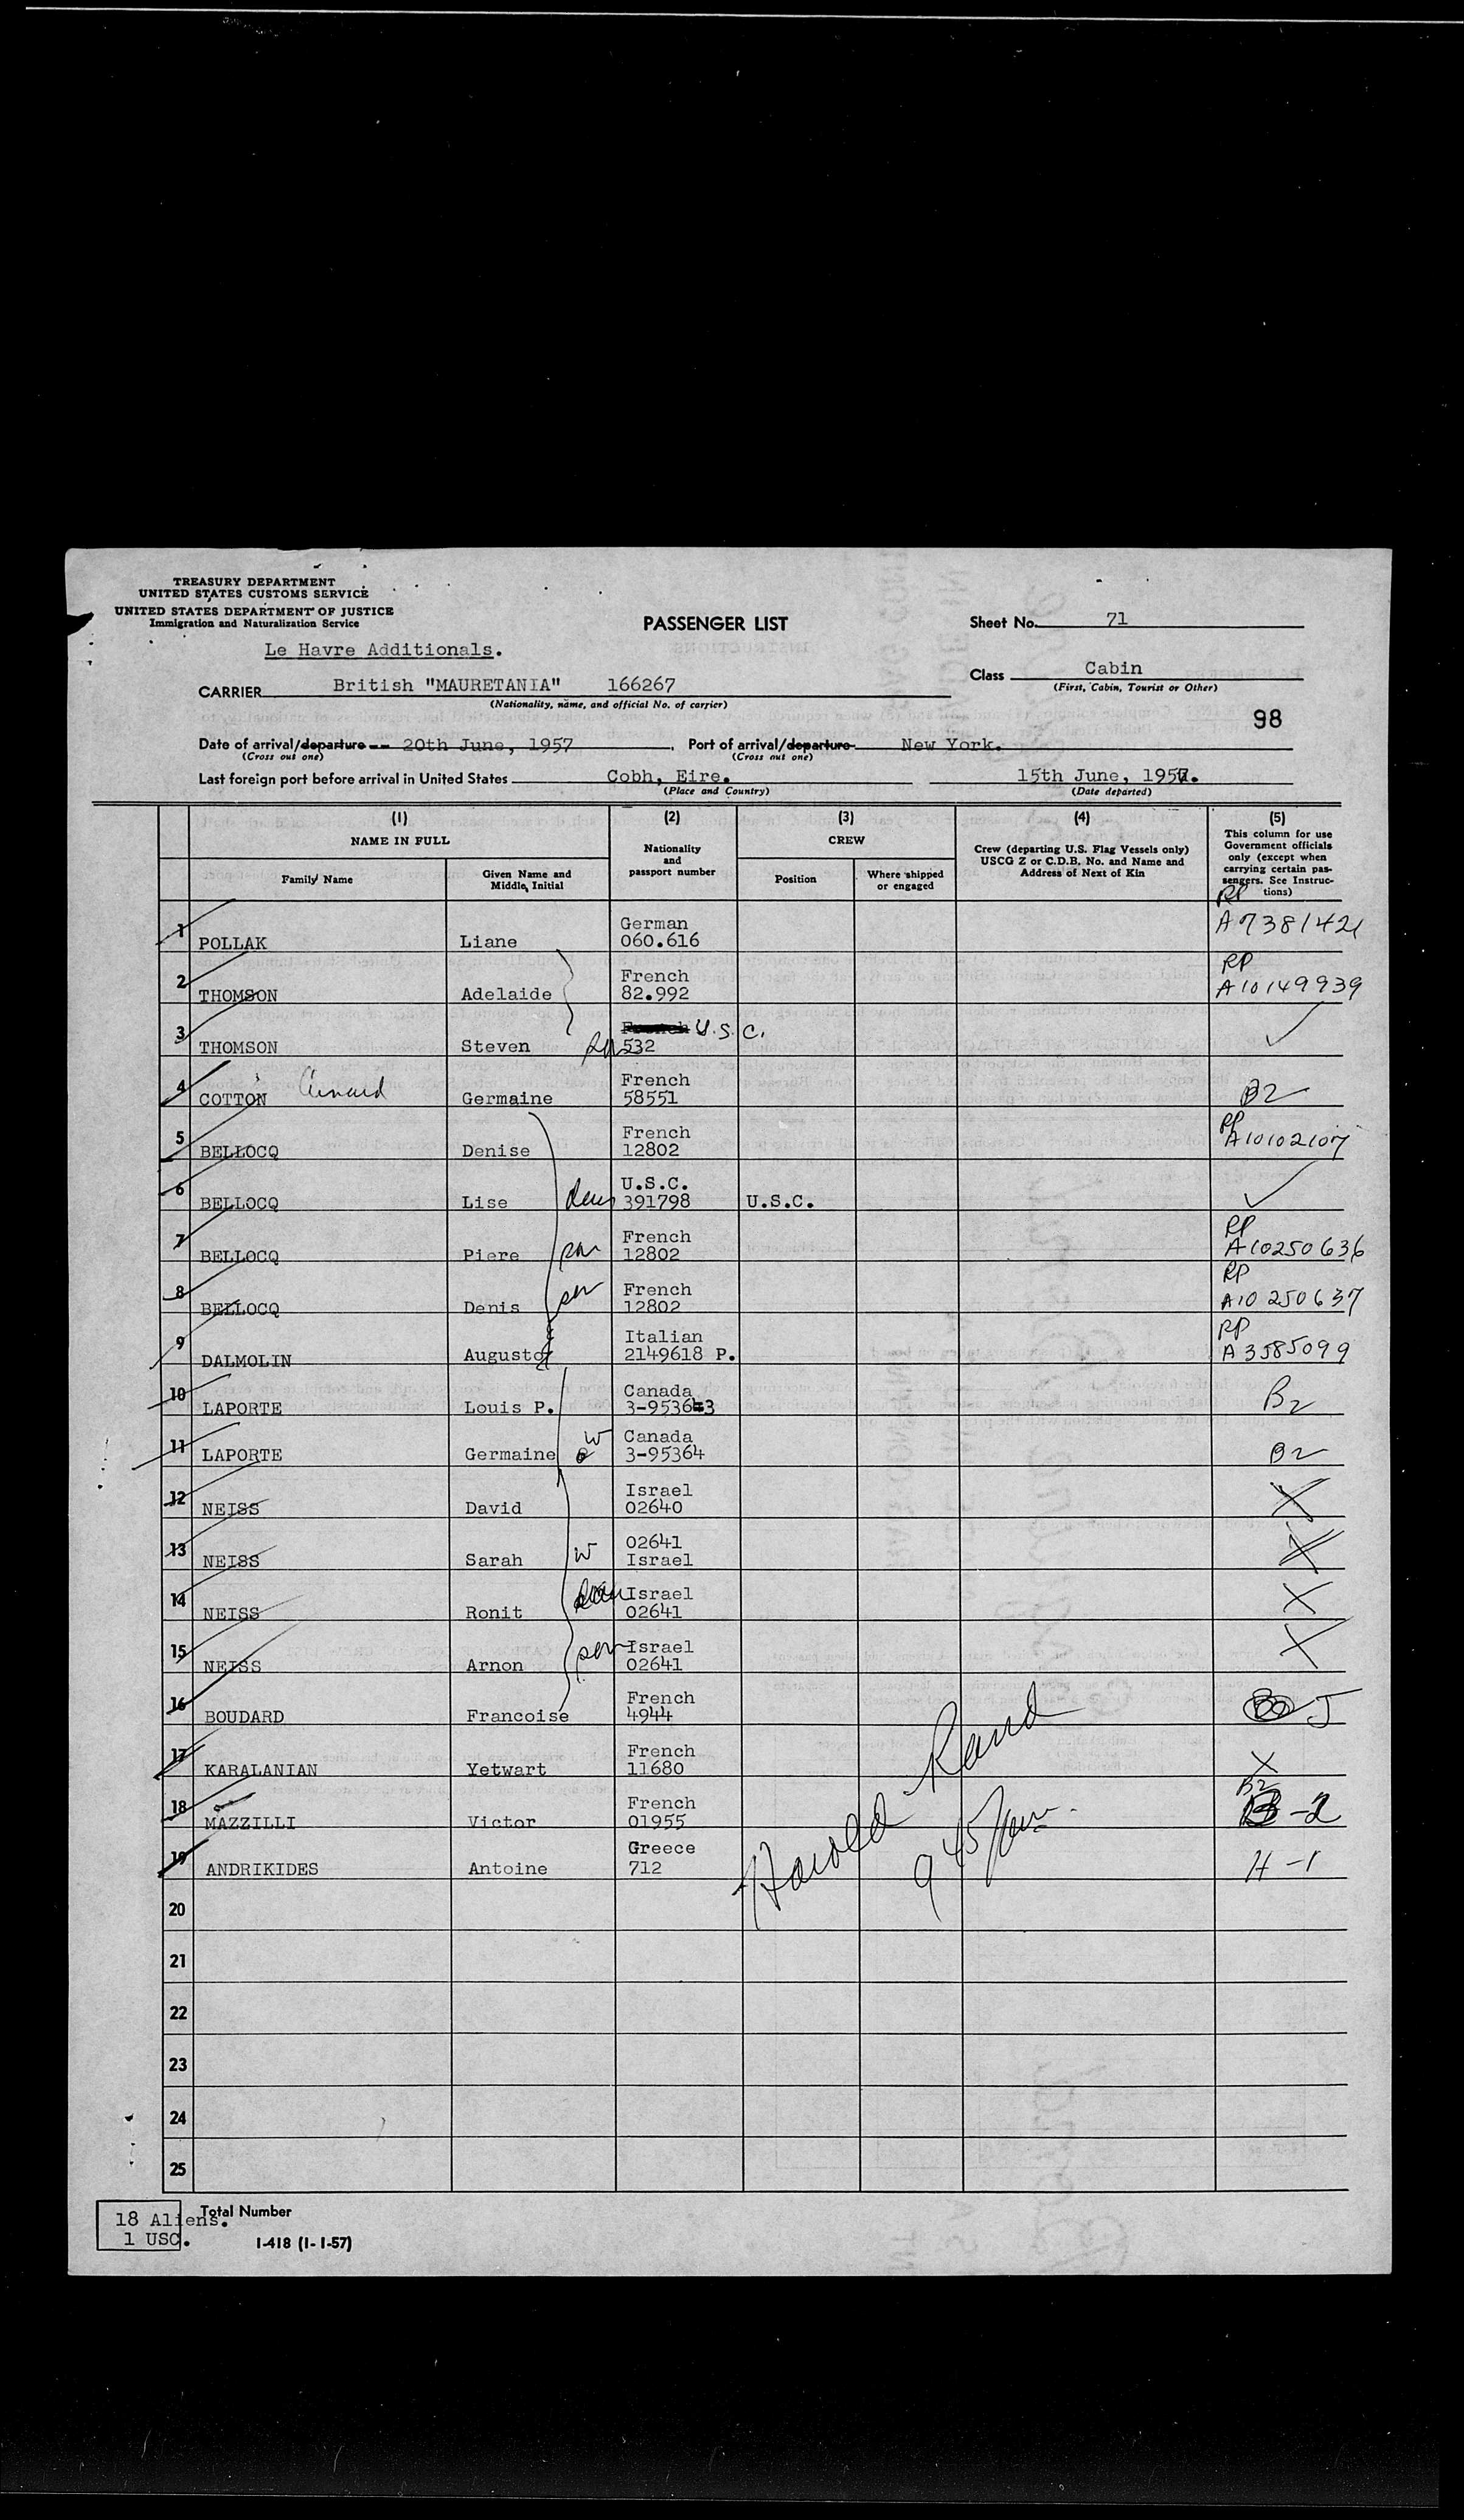 TREASURY DEPARTMENT
UNITED STATES CUSTOMS SERVICE
UNITED STATES DEPARTMENT OF JUSTICE
Immigration and Naturalization Service
PASSENGER LIST
Sheet No. 71
Le Havre Additionals.
Class Cabin
(First, Cabin, Tourist or Other)
CARRIER British "MAURETANIA" 166267
(Nationality, name, and official No. of carrier)
98
Date of arrival/departure -- 20th June, 1957. Port of arrival/departure- New York.
(Cross out one) (Cross out one)
Last foreign port before arrival in United States Cobh, Eire. 15th June, 1957.
(Place and Country) (Date departed)
(1) (2) (3) (4) (5)
NAME IN FULL
Nationality and passport number
CREW
Crew (departing U.S. Flag Vessels only) USCG Z or C.D.B. No. and Name and Address of Next of Kin
This column for use Government officials only (except when carrying certain passengers. See Instructions)
Family Name Given Name and Middle Initial Position Where shipped or engaged
1 POLLAK Liane German 060.616 RP A7381421
2 THOMSON Adelaide French 82.992 RP A10149939
3 THOMSON Steven French U.S.C. 532
4 COTTON Germaine French 58551 B2
5 BELLOCQ Denise French 12802 RP A10102107
6 BELLOCQ Lise U.S.C. 391798 U.S.C.
7 BELLOCQ Piere son French 12802 RP A10250636
8 BELLOCQ Denis son French 12802 RP A10250637
9 DALMOLIN Augusto Italian 2149618 P. RP A3585099
10 LAPORTE Louis P. Canada 3-95363 B2
11 LAPORTE Germaine W Canada 3-95364 B2
12 NEISS David Israel 02640 X
13 NEISS Sarah W 02641 Israel X
14 NEISS Ronit Israel 02641 X
15 NEISS Arnon son Israel 02641 X
16 BOUDARD Francoise French 4944 J
17 KARALANIAN Yetwart French 11680 X
18 MAZZILLI Victor French 01955 B2 B-2
19 ANDRIKIDES Antoine Greece 712 H-1
Harold Rand
945
20
21
22
23
24
25
Total Number
18 Aliens.
1 USC.
I-418 (1-1-57)